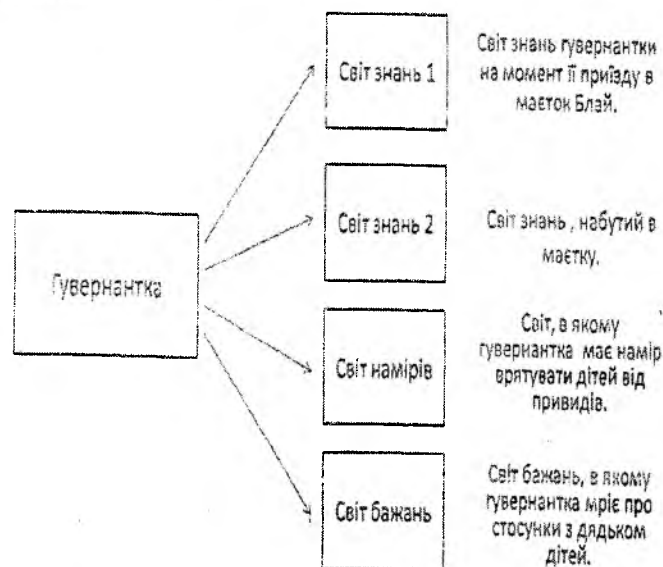 Гувернантка
Світ знань 1
Світ знань гувернантки
на момент її приїзду в
маєток Блай.
Світ знань 2
Світ знань , набутий в
маєтку.
Світ намірів
Світ, в якому
гувернантка має намір
врятувати дітей від
привидів.
Світ бажань
Світ бажань, в якому
гувернантка мріє про
стосунки з дядьком
дітей.